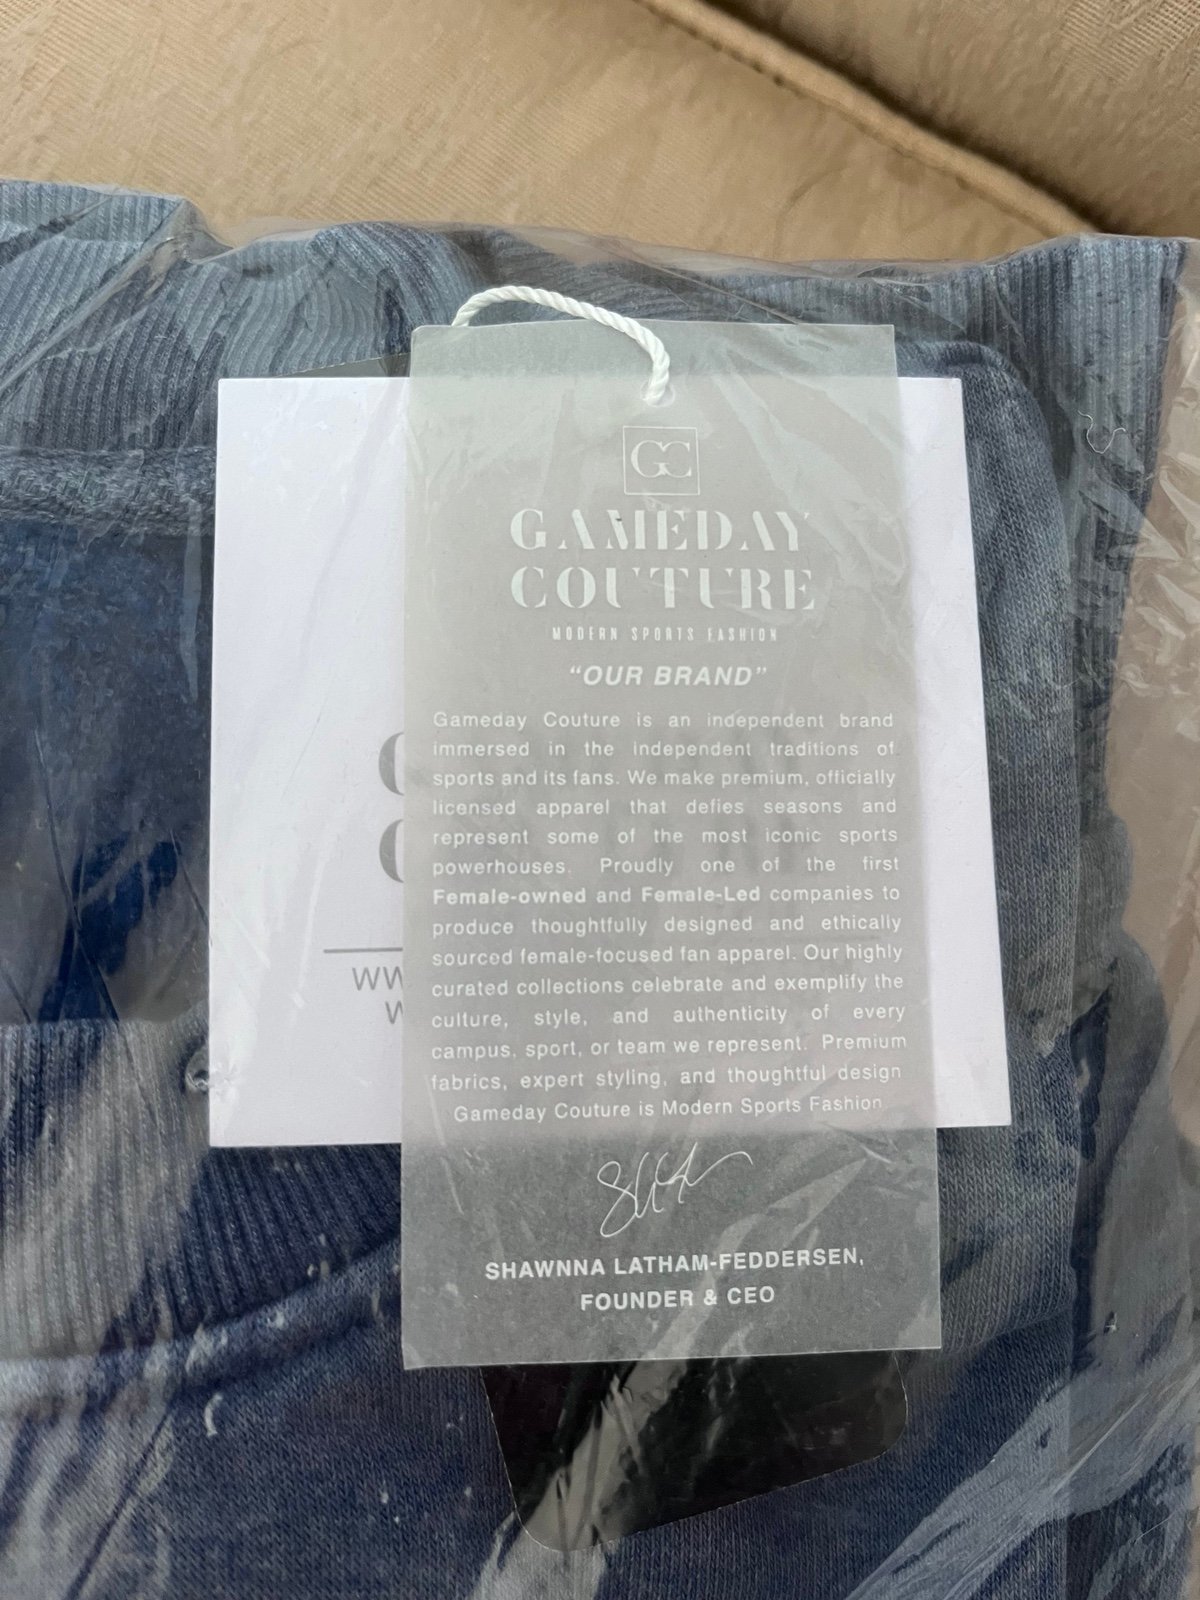 GC
GAMEDAY
COUTURE
MODERN SPORTS FASHION
"OUR BRAND"
Gameday Couture is an independent brand
immersed in the independent traditions of
sports and its fans. We make premium, officially
licensed apparel that defies seasons and
represent some of the most iconic sports
powerhouses. Proudly one of the first
Female-owned and Female-Led companies to
produce thoughtfully designed and ethically
sourced female-focused fan apparel. Our highly
curated collections celebrate and exemplify the
culture, style, and authenticity of every
campus, sport, or team we represent. Premium
fabrics, expert styling, and thoughtful design
Gameday Couture is Modern Sports Fashion
SHAWNNA LATHAM-FEDDERSEN,
FOUNDER & CEO